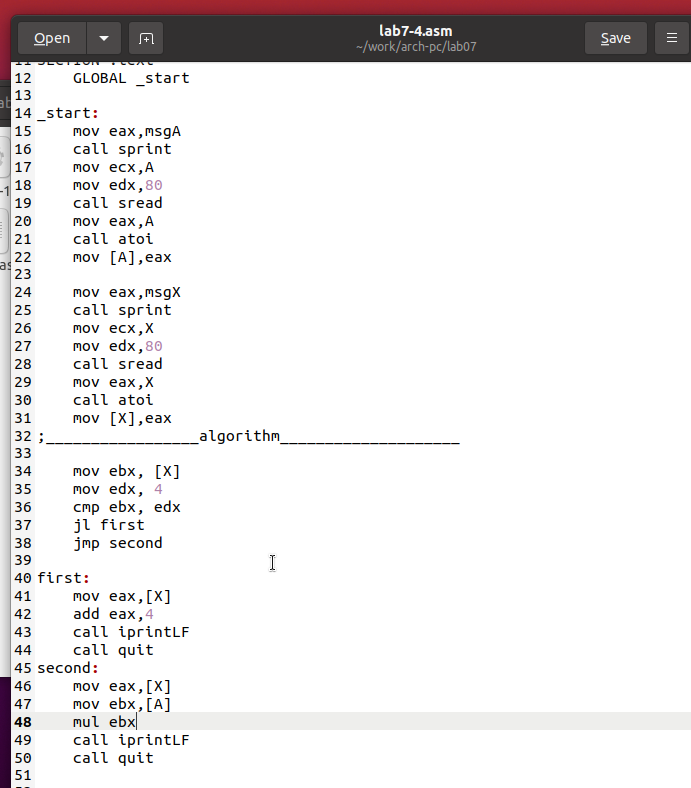 Open
lab7-4.asm
~/work/arch-pc/lab07
Save
11 SECTION .text
12     GLOBAL _start
13
14 _start:
15     mov eax,msgA
16     call sprint
17     mov ecx,A
18     mov edx,80
19     call sread
20     mov eax,A
21     call atoi
22     mov [A],eax
23
24     mov eax,msgX
25     call sprint
26     mov ecx,X
27     mov edx,80
28     call sread
29     mov eax,X
30     call atoi
31     mov [X],eax
32 ;_________________algorithm____________________
33
34     mov ebx, [X]
35     mov edx, 4
36     cmp ebx, edx
37     jl first
38     jmp second
39
40 first:
41     mov eax,[X]
42     add eax,4
43     call iprintLF
44     call quit
45 second:
46     mov eax,[X]
47     mov ebx,[A]
48     mul ebx
49     call iprintLF
50     call quit
51